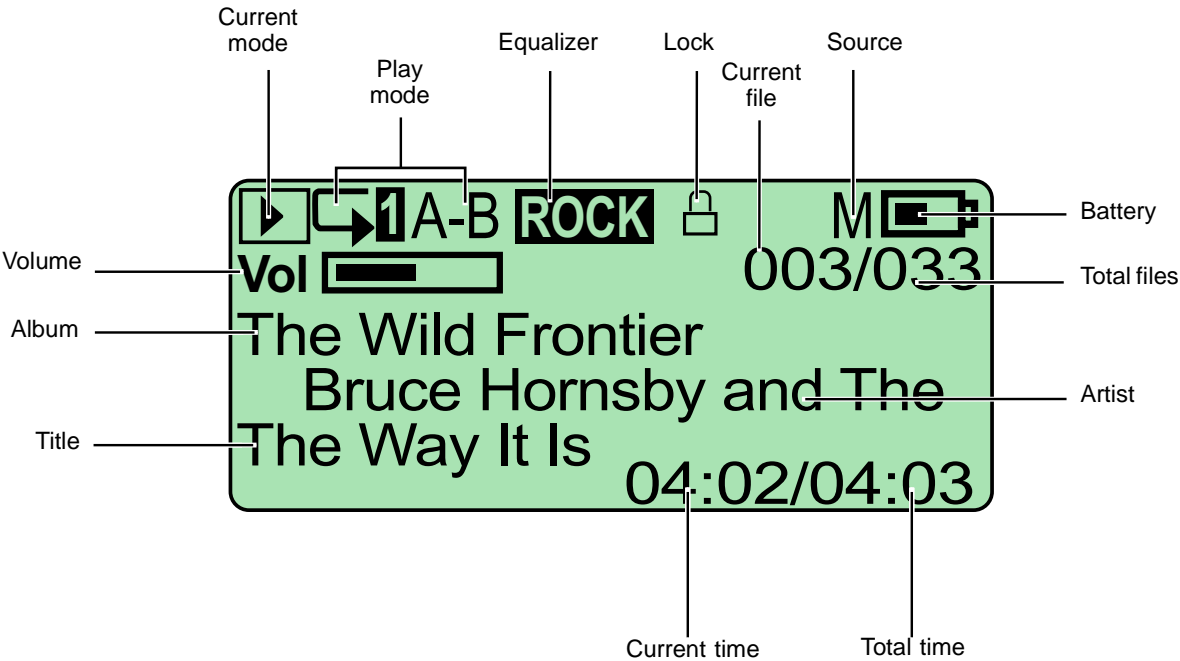 Current
mode
Play
mode
Equalizer
Lock
Current
file
Source
1 A-B ROCK M
Battery
Volume
Vol
003/033
Total files
Album
The Wild Frontier
Bruce Hornsby and The
Artist
Title
The Way It Is
04:02/04:03
Current time
Total time